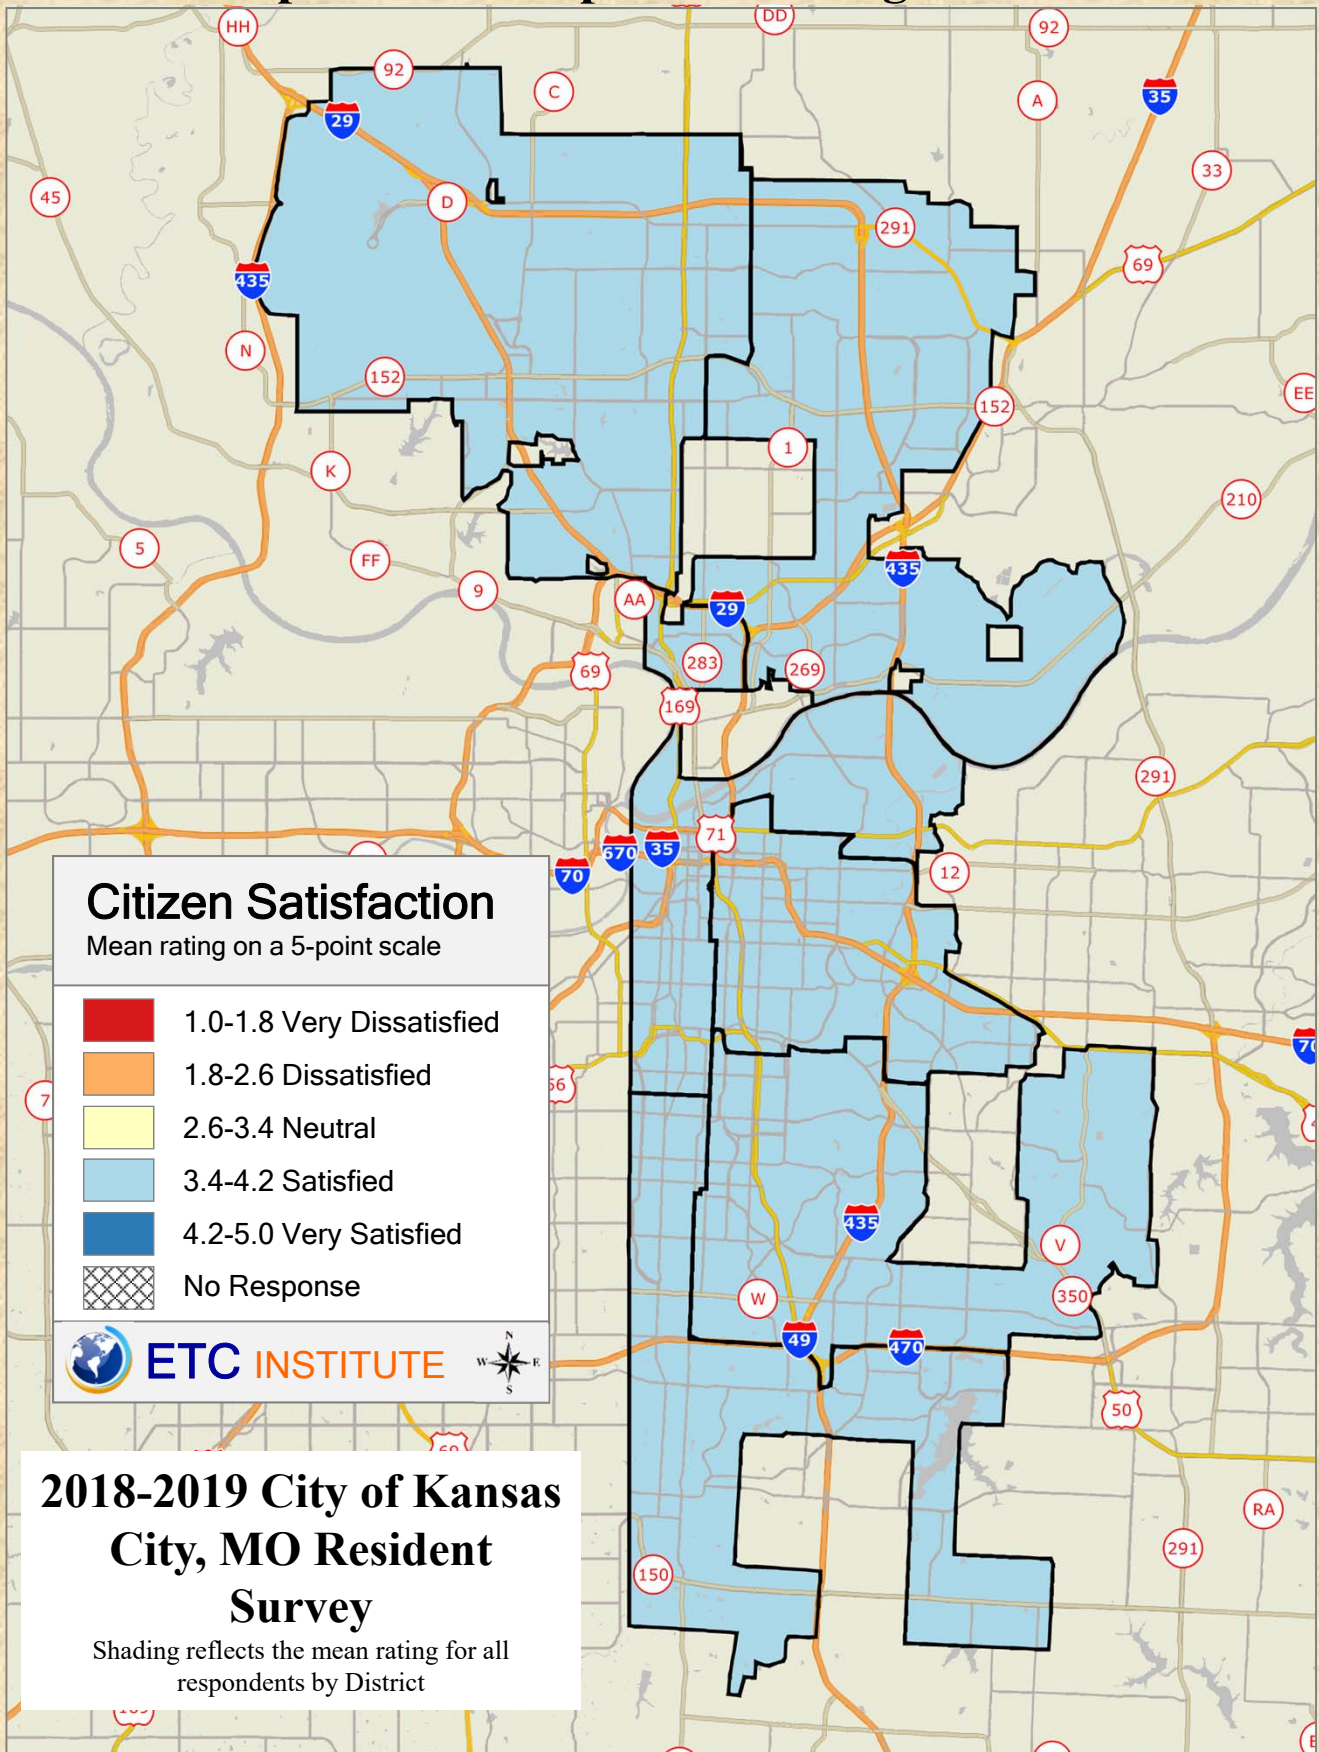 HH
DD
92
92
C
A
35
29
33
45
D
291
69
435
N
152
EE
152
1
K
210
5
FF
435
9
AA
29
283
269
69
169
291
71
670
35
70
12
Citizen Satisfaction
Mean rating on a 5-point scale
1.0-1.8 Very Dissatisfied
1.8-2.6 Dissatisfied
2.6-3.4 Neutral
3.4-4.2 Satisfied
4.2-5.0 Very Satisfied
No Response
ETC INSTITUTE
N
W
E
S
70
7
435
V
W
350
49
470
50
2018-2019 City of Kansas
City, MO Resident
Survey
Shading reflects the mean rating for all
respondents by District
RA
291
150